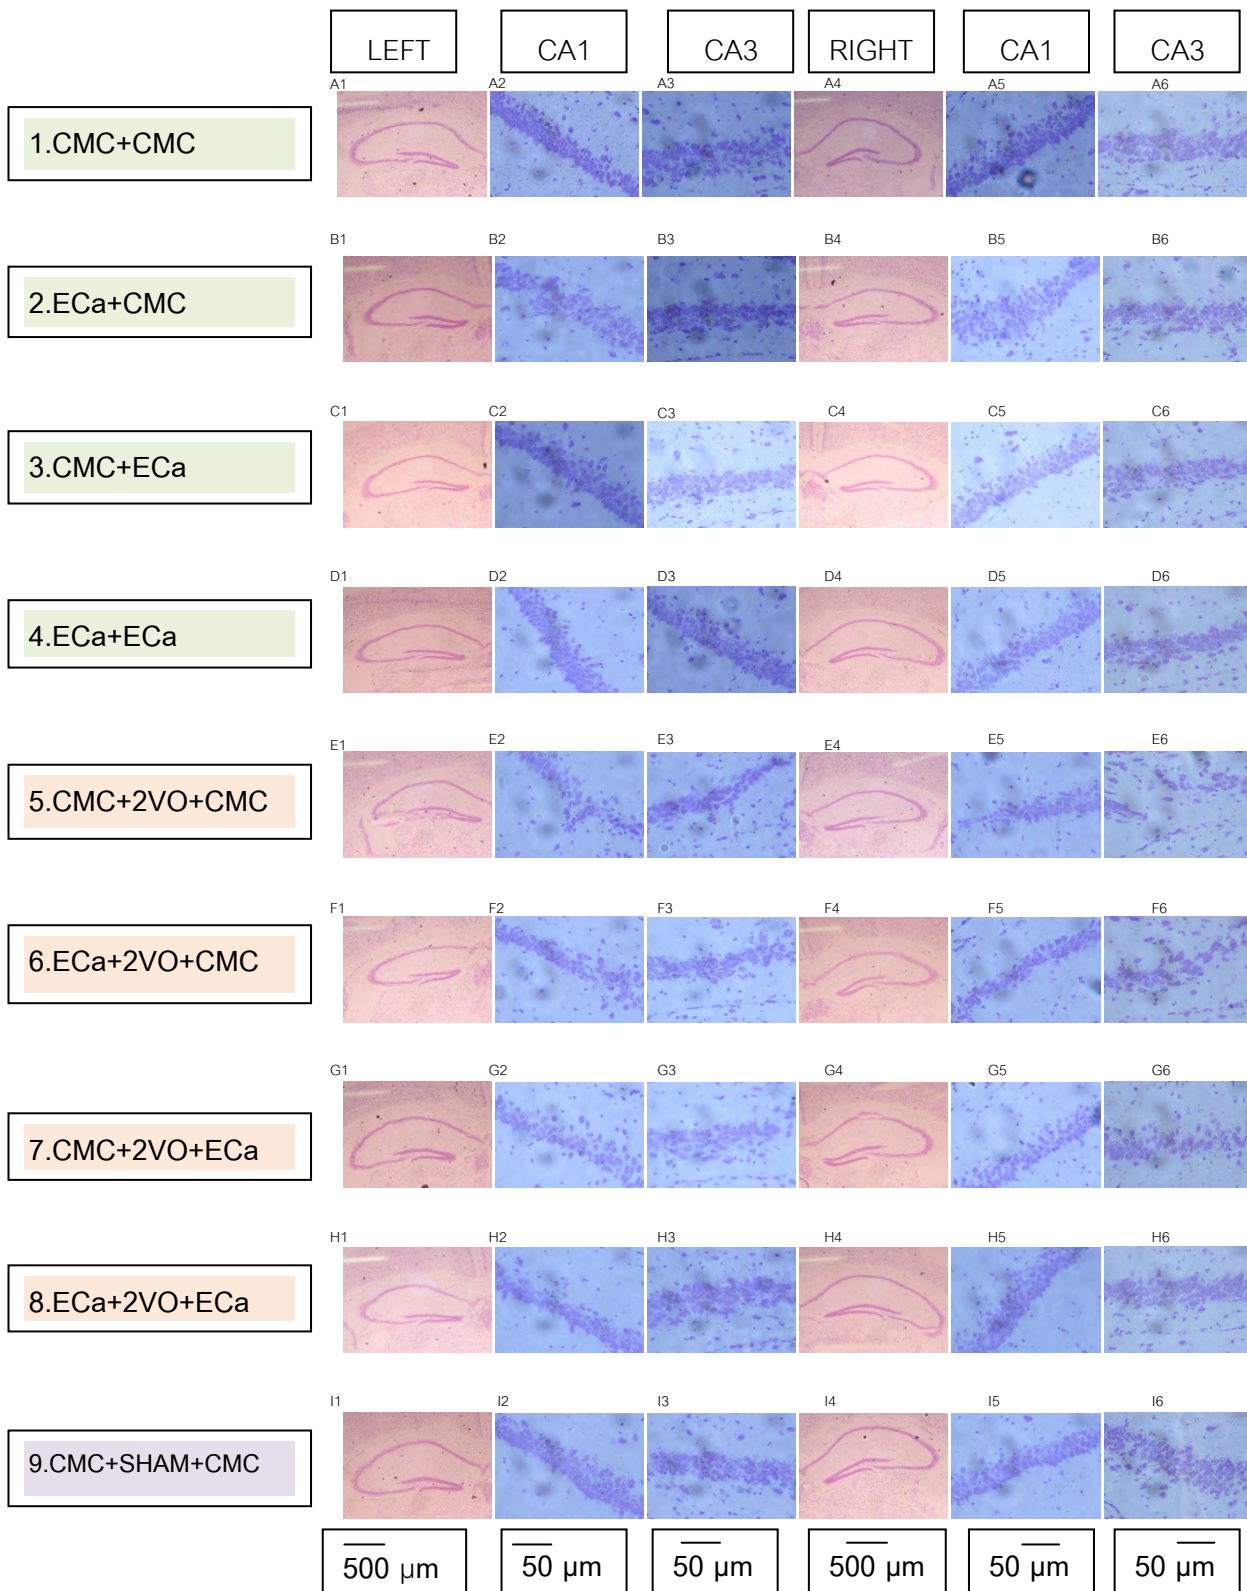 LEFT CA1 CA3 RIGHT CA1 CA3
A1 A2 A3 A4 A5 A6
1.CMC+CMC
B1 B2 B3 B4 B5 B6
2.ECa+CMC
C1 C2 C3 C4 C5 C6
3.CMC+ECa
D1 D2 D3 D4 D5 D6
4.ECa+ECa
E1 E2 E3 E4 E5 E6
5.CMC+2VO+CMC
F1 F2 F3 F4 F5 F6
6.ECa+2VO+CMC
G1 G2 G3 G4 G5 G6
7.CMC+2VO+ECa
H1 H2 H3 H4 H5 H6
8.ECa+2VO+ECa
I1 I2 I3 I4 I5 I6
9.CMC+SHAM+CMC
500 µm 50 µm 50 µm 500 µm 50 µm 50 µm